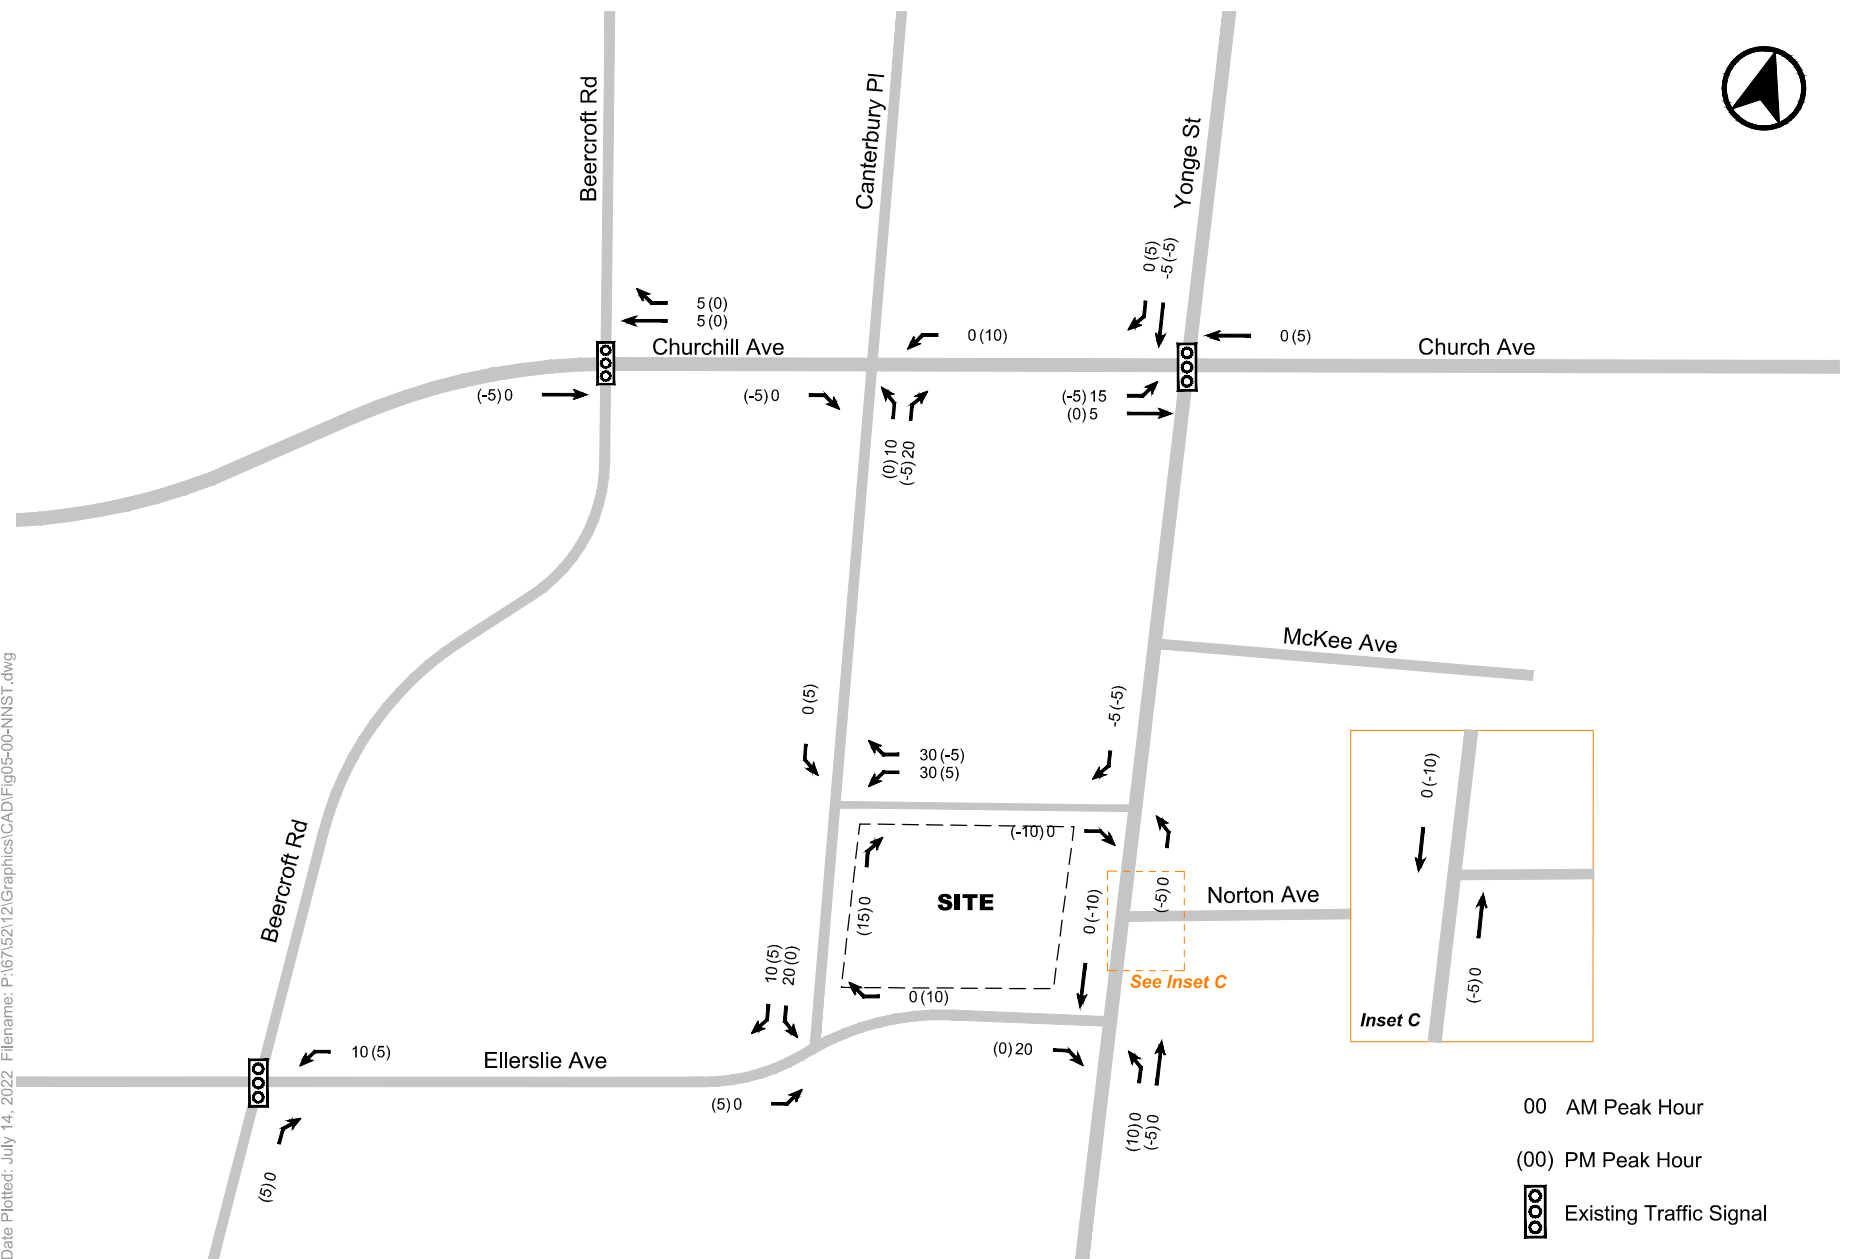 Beercroft Rd
Canterbury Pl
Yonge St
0 (5)
-5 (-5)
5 (0)
5 (0)
Churchill Ave
0 (10)
0 (5)
Church Ave
(-5) 0
(-5) 0
(-5) 15
(0) 5
(0) 10
(-5) 20
McKee Ave
0 (5)
-5 (-5)
30 (-5)
30 (5)
(-10) 0
0 (-10)
Beercroft Rd
(15) 0
SITE
0 (-10)
(-5) 0
Norton Ave
10 (5)
20 (0)
See Inset C
(-5) 0
0 (10)
Inset C
10 (5)
Ellerslie Ave
(0) 20
(5) 0
(10) 0
(-5) 0
(5) 0
00 AM Peak Hour
(00) PM Peak Hour
Existing Traffic Signal
Date Plotted: July 14, 2022 Filename: P:\67\52\12\Graphics\CAD\Fig05-00-NNST.dwg